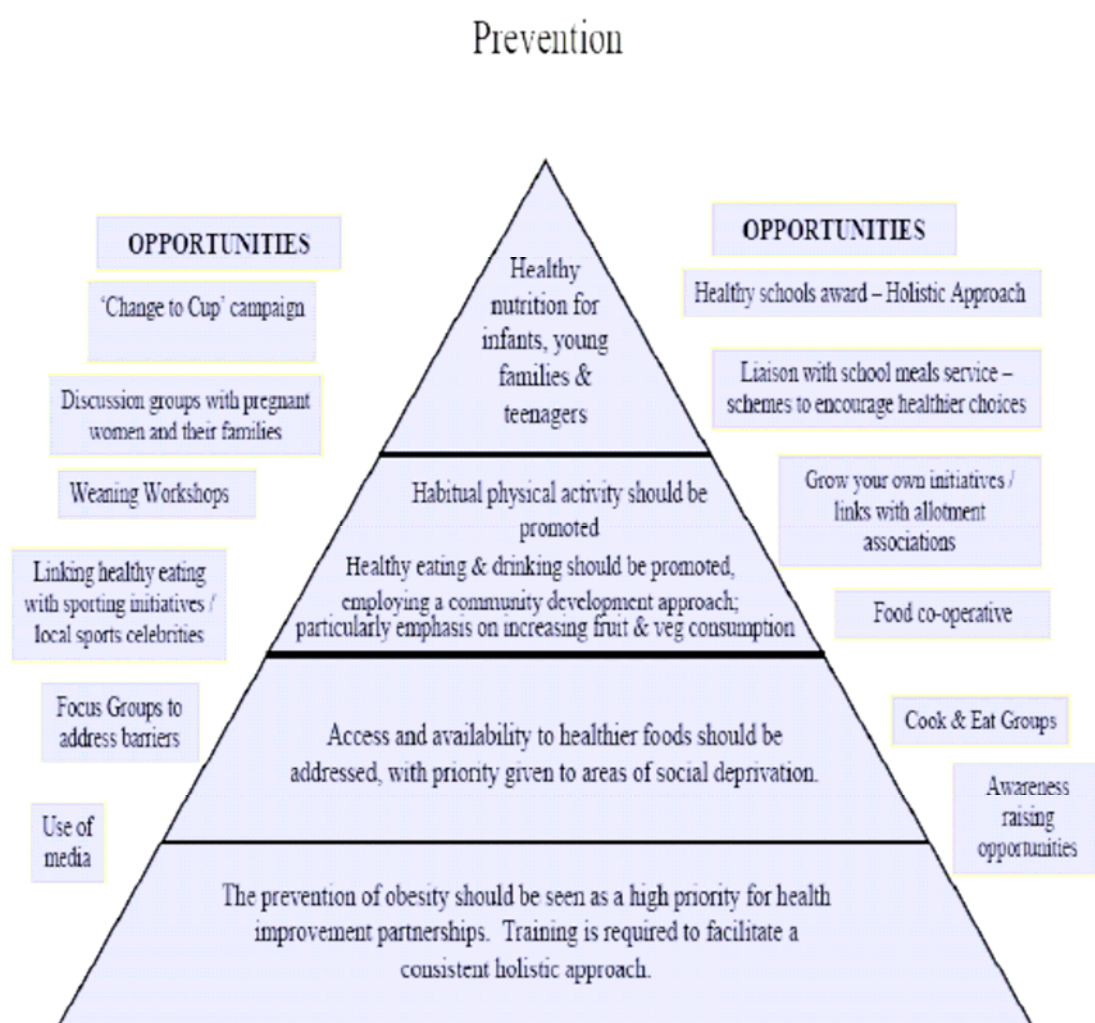 Prevention
OPPORTUNITIES
'Change to Cup' campaign
Discussion groups with pregnant
women and their families
Weaning Workshops
Linking healthy eating
with sporting initiatives /
local sports celebrities
Focus Groups to
address barriers
Use of
media
Healthy
nutrition for
infants, young
families &
teenagers
Habitual physical activity should be
promoted
Healthy eating & drinking should be promoted,
employing a community development approach;
particularly emphasis on increasing fruit & veg consumption
Access and availability to healthier foods should be
addressed, with priority given to areas of social deprivation.
The prevention of obesity should be seen as a high priority for health
improvement partnerships. Training is required to facilitate a
consistent holistic approach.
OPPORTUNITIES
Healthy schools award – Holistic Approach
Liaison with school meals service –
schemes to encourage healthier choices
Grow your own initiatives /
links with allotment
associations
Food co-operative
Cook & Eat Groups
Awareness
raising
opportunities